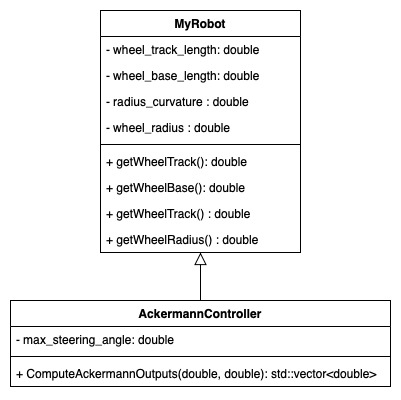 MyRobot
- wheel_track_length: double
- wheel_base_length: double
- radius_curvature : double
- wheel_radius : double
+ getWheelTrack(): double
+ getWheelBase(): double
+ getWheelTrack() : double
+ getWheelRadius() : double
AckermannController
- max_steering_angle: double
+ ComputeAckermannOutputs(double, double): std::vector<double>